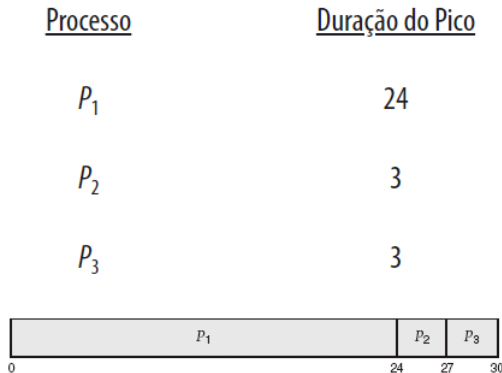 Processo Duração do Pico
P1 24
P2 3
P3 3
P1 P2 P3
0 24 27 30